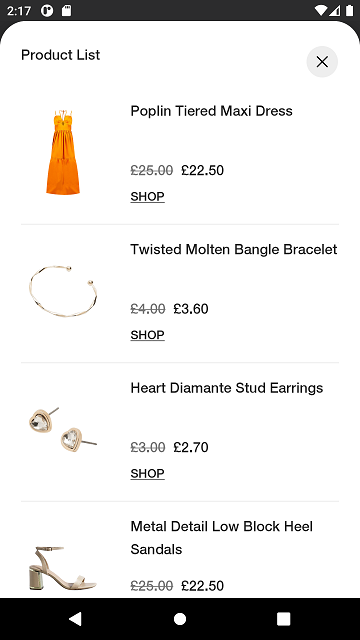 2:17
Product List
Poplin Tiered Maxi Dress
£25.00 £22.50
SHOP
Twisted Molten Bangle Bracelet
£4.00 £3.60
SHOP
Heart Diamante Stud Earrings
£3.00 £2.70
SHOP
Metal Detail Low Block Heel
Sandals
£25.00 £22.50